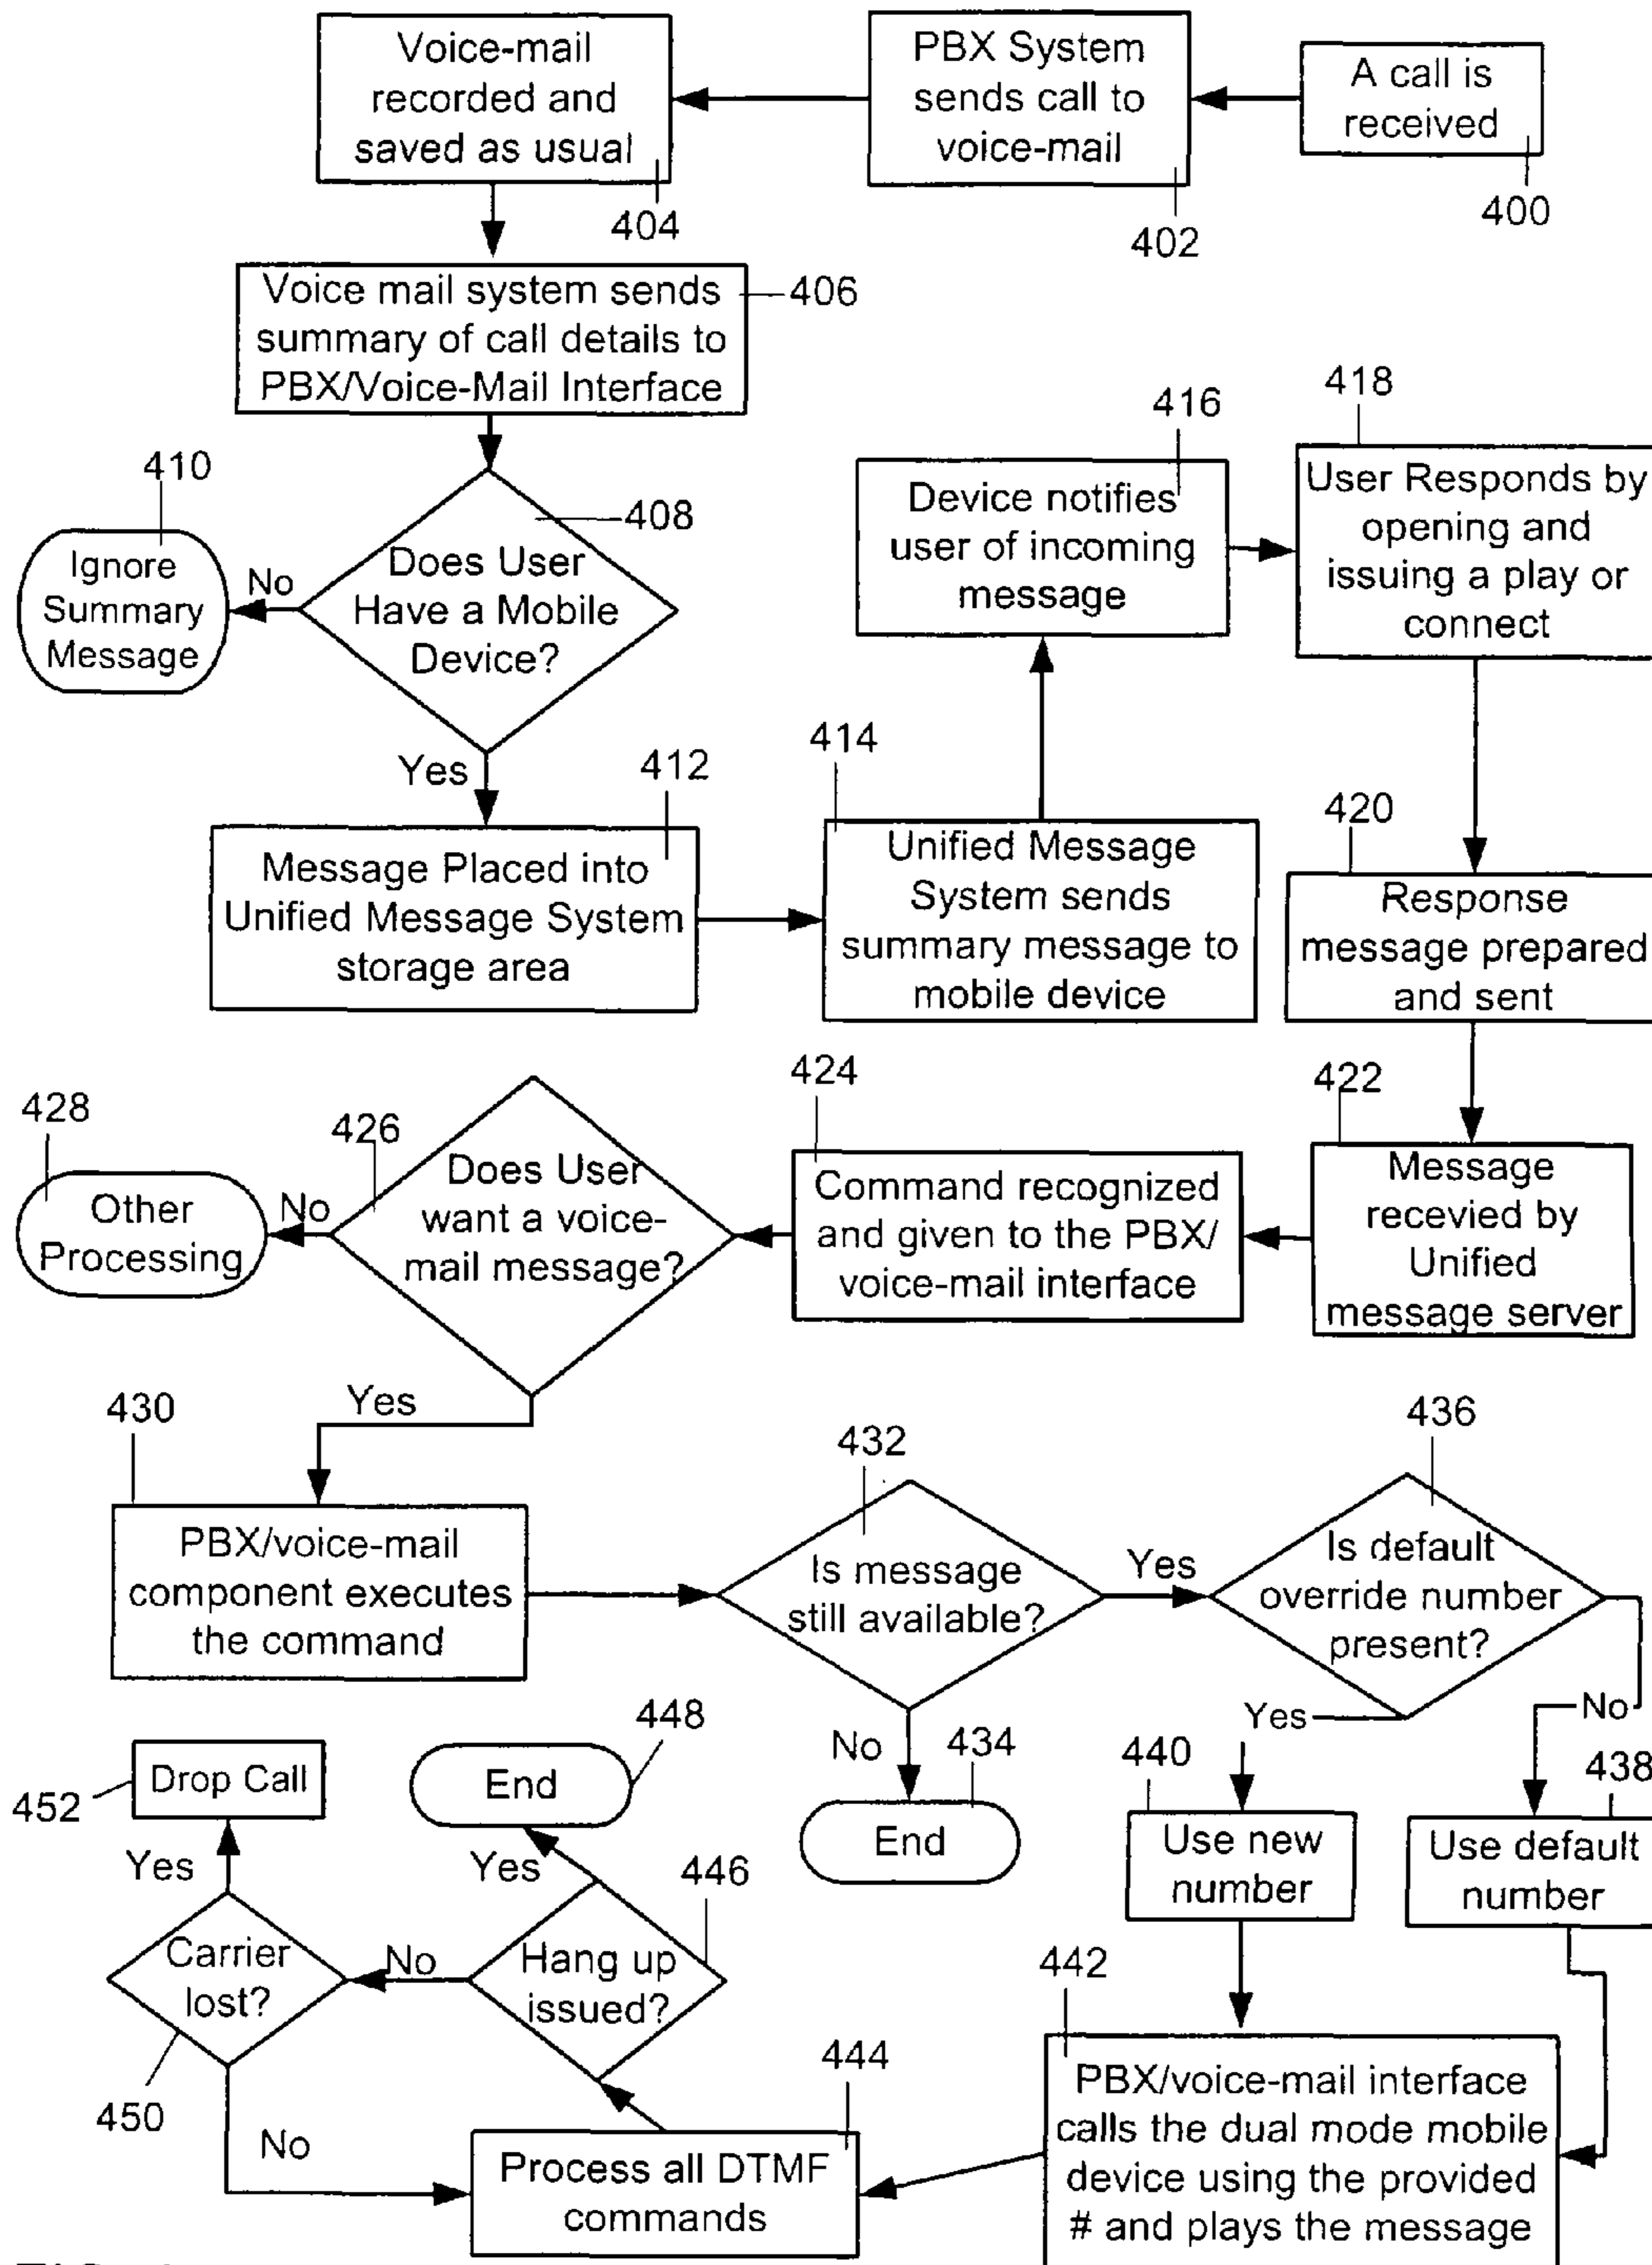 A call is
received
400
PBX System
sends call to
voice-mail
402
Voice-mail
recorded and
saved as usual
404
Voice mail system sends
summary of call details to
PBX/Voice-Mail Interface
406
408
Does User
Have a Mobile
Device?
No
410
Ignore
Summary
Message
Yes
412
Message Placed into
Unified Message System
storage area
414
Unified Message
System sends
summary message to
mobile device
416
Device notifies
user of incoming
message
418
User Responds by
opening and
issuing a play or
connect
420
Response
message prepared
and sent
422
Message
recevied by
Unified
message server
424
Command recognized
and given to the PBX/
voice-mail interface
426
Does User
want a voice-
mail message?
No
428
Other
Processing
Yes
430
PBX/voice-mail
component executes
the command
432
Is message
still available?
No
434
End
Yes
436
Is default
override number
present?
No
438
Use default
number
Yes
440
Use new
number
442
PBX/voice-mail interface
calls the dual mode mobile
device using the provided
# and plays the message
444
Process all DTMF
commands
446
Hang up
issued?
Yes
448
End
No
450
Carrier
lost?
Yes
452
Drop Call
No